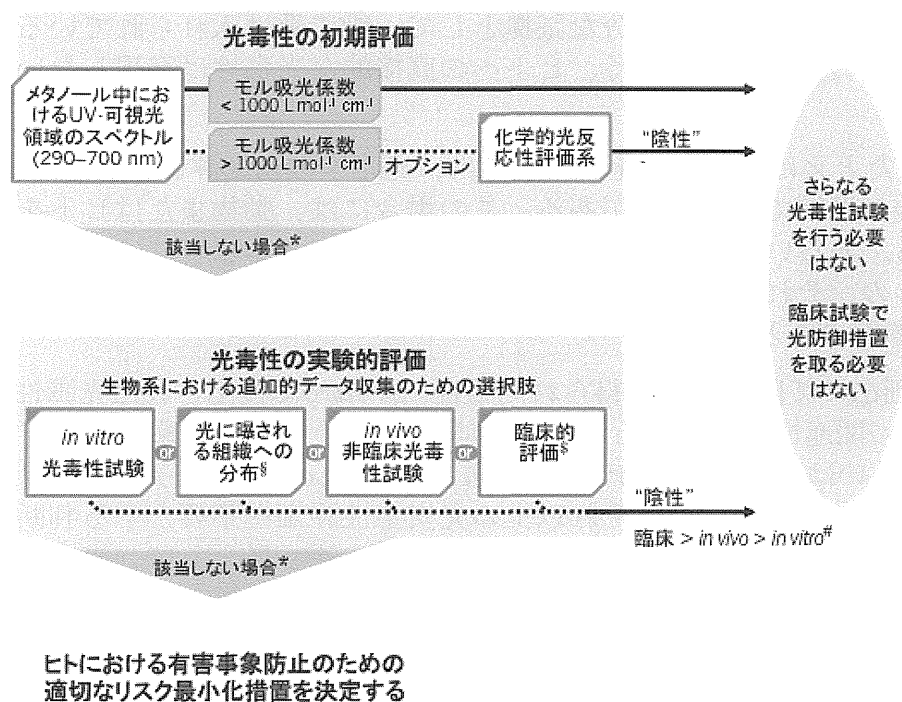 光毒性の初期評価
メタノール中にお
けるUV-可視光
領域のスペクトル
(290–700 nm)
モル吸光係数
< 1000 L mol⁻¹ cm⁻¹
モル吸光係数
> 1000 L mol⁻¹ cm⁻¹
オプション
化学的光反
応性評価系
“陰性”
該当しない場合*
さらなる
光毒性試験
を行う必要
はない
臨床試験で
光防御措置
を取る必要
はない
光毒性の実験的評価
生物系における追加的データ収集のための選択肢
in vitro
光毒性試験
or
光に曝され
る組織への
分布§
or
in vivo
非臨床光毒
性試験
or
臨床的
評価$
“陰性”
臨床 > in vivo > in vitro#
該当しない場合*
ヒトにおける有害事象防止のための
適切なリスク最小化措置を決定する